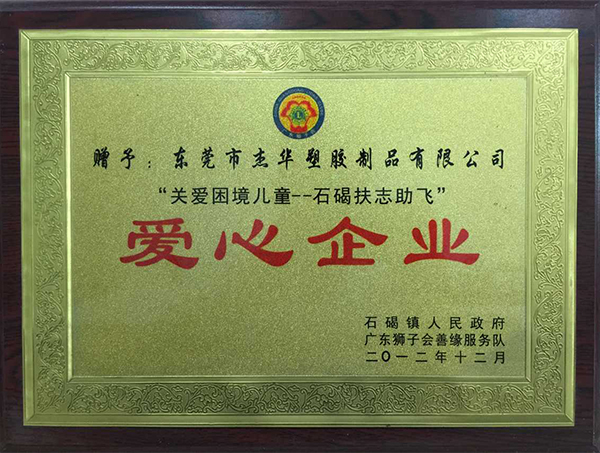 赠予：东莞市杰华塑胶制品有限公司
“关爱困境儿童--石碣扶志助飞”
爱心企业
石碣镇人民政府
广东狮子会善缘服务队
二〇一二年十二月